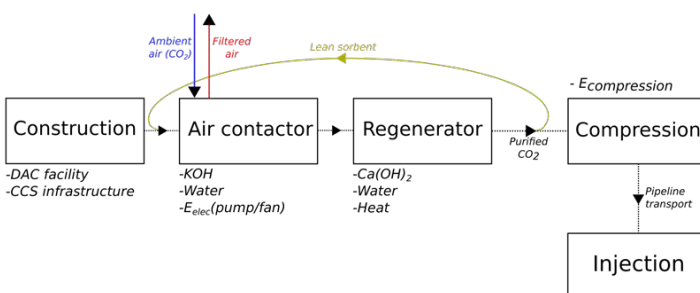 Ambient
air (CO₂)
Filtered
air
Lean sorbent
- Ecompression
Construction
Air contactor
Regenerator
Purified
CO₂
Compression
-DAC facility
-CCS infrastructure
-KOH
-Water
-Eelec(pump/fan)
-Ca(OH)₂
-Water
-Heat
Pipeline
transport
Injection